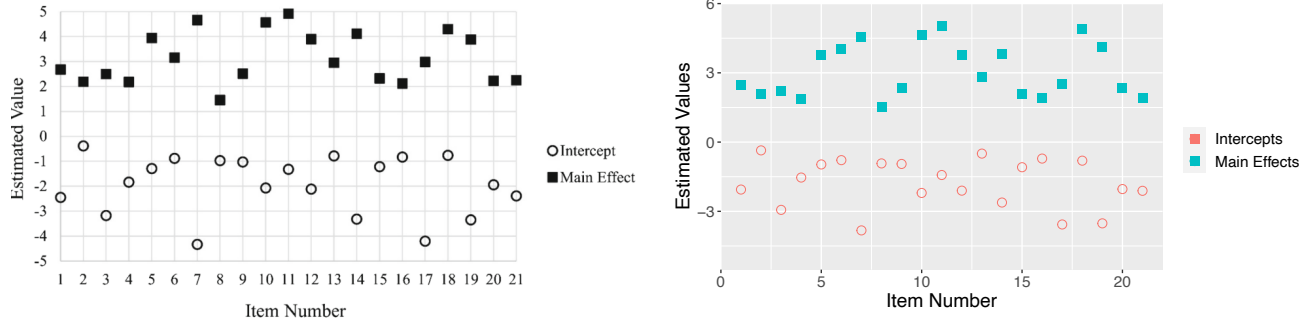 5
4
3
2
1
0
-1
-2
-3
-4
-5
Estimated Value
1 2 3 4 5 6 7 8 9 10 11 12 13 14 15 16 17 18 19 20 21
Item Number
Intercept
Main Effect
6
3
0
−3
Estimated Values
0 5 10 15 20
Item Number
Intercepts
Main Effects